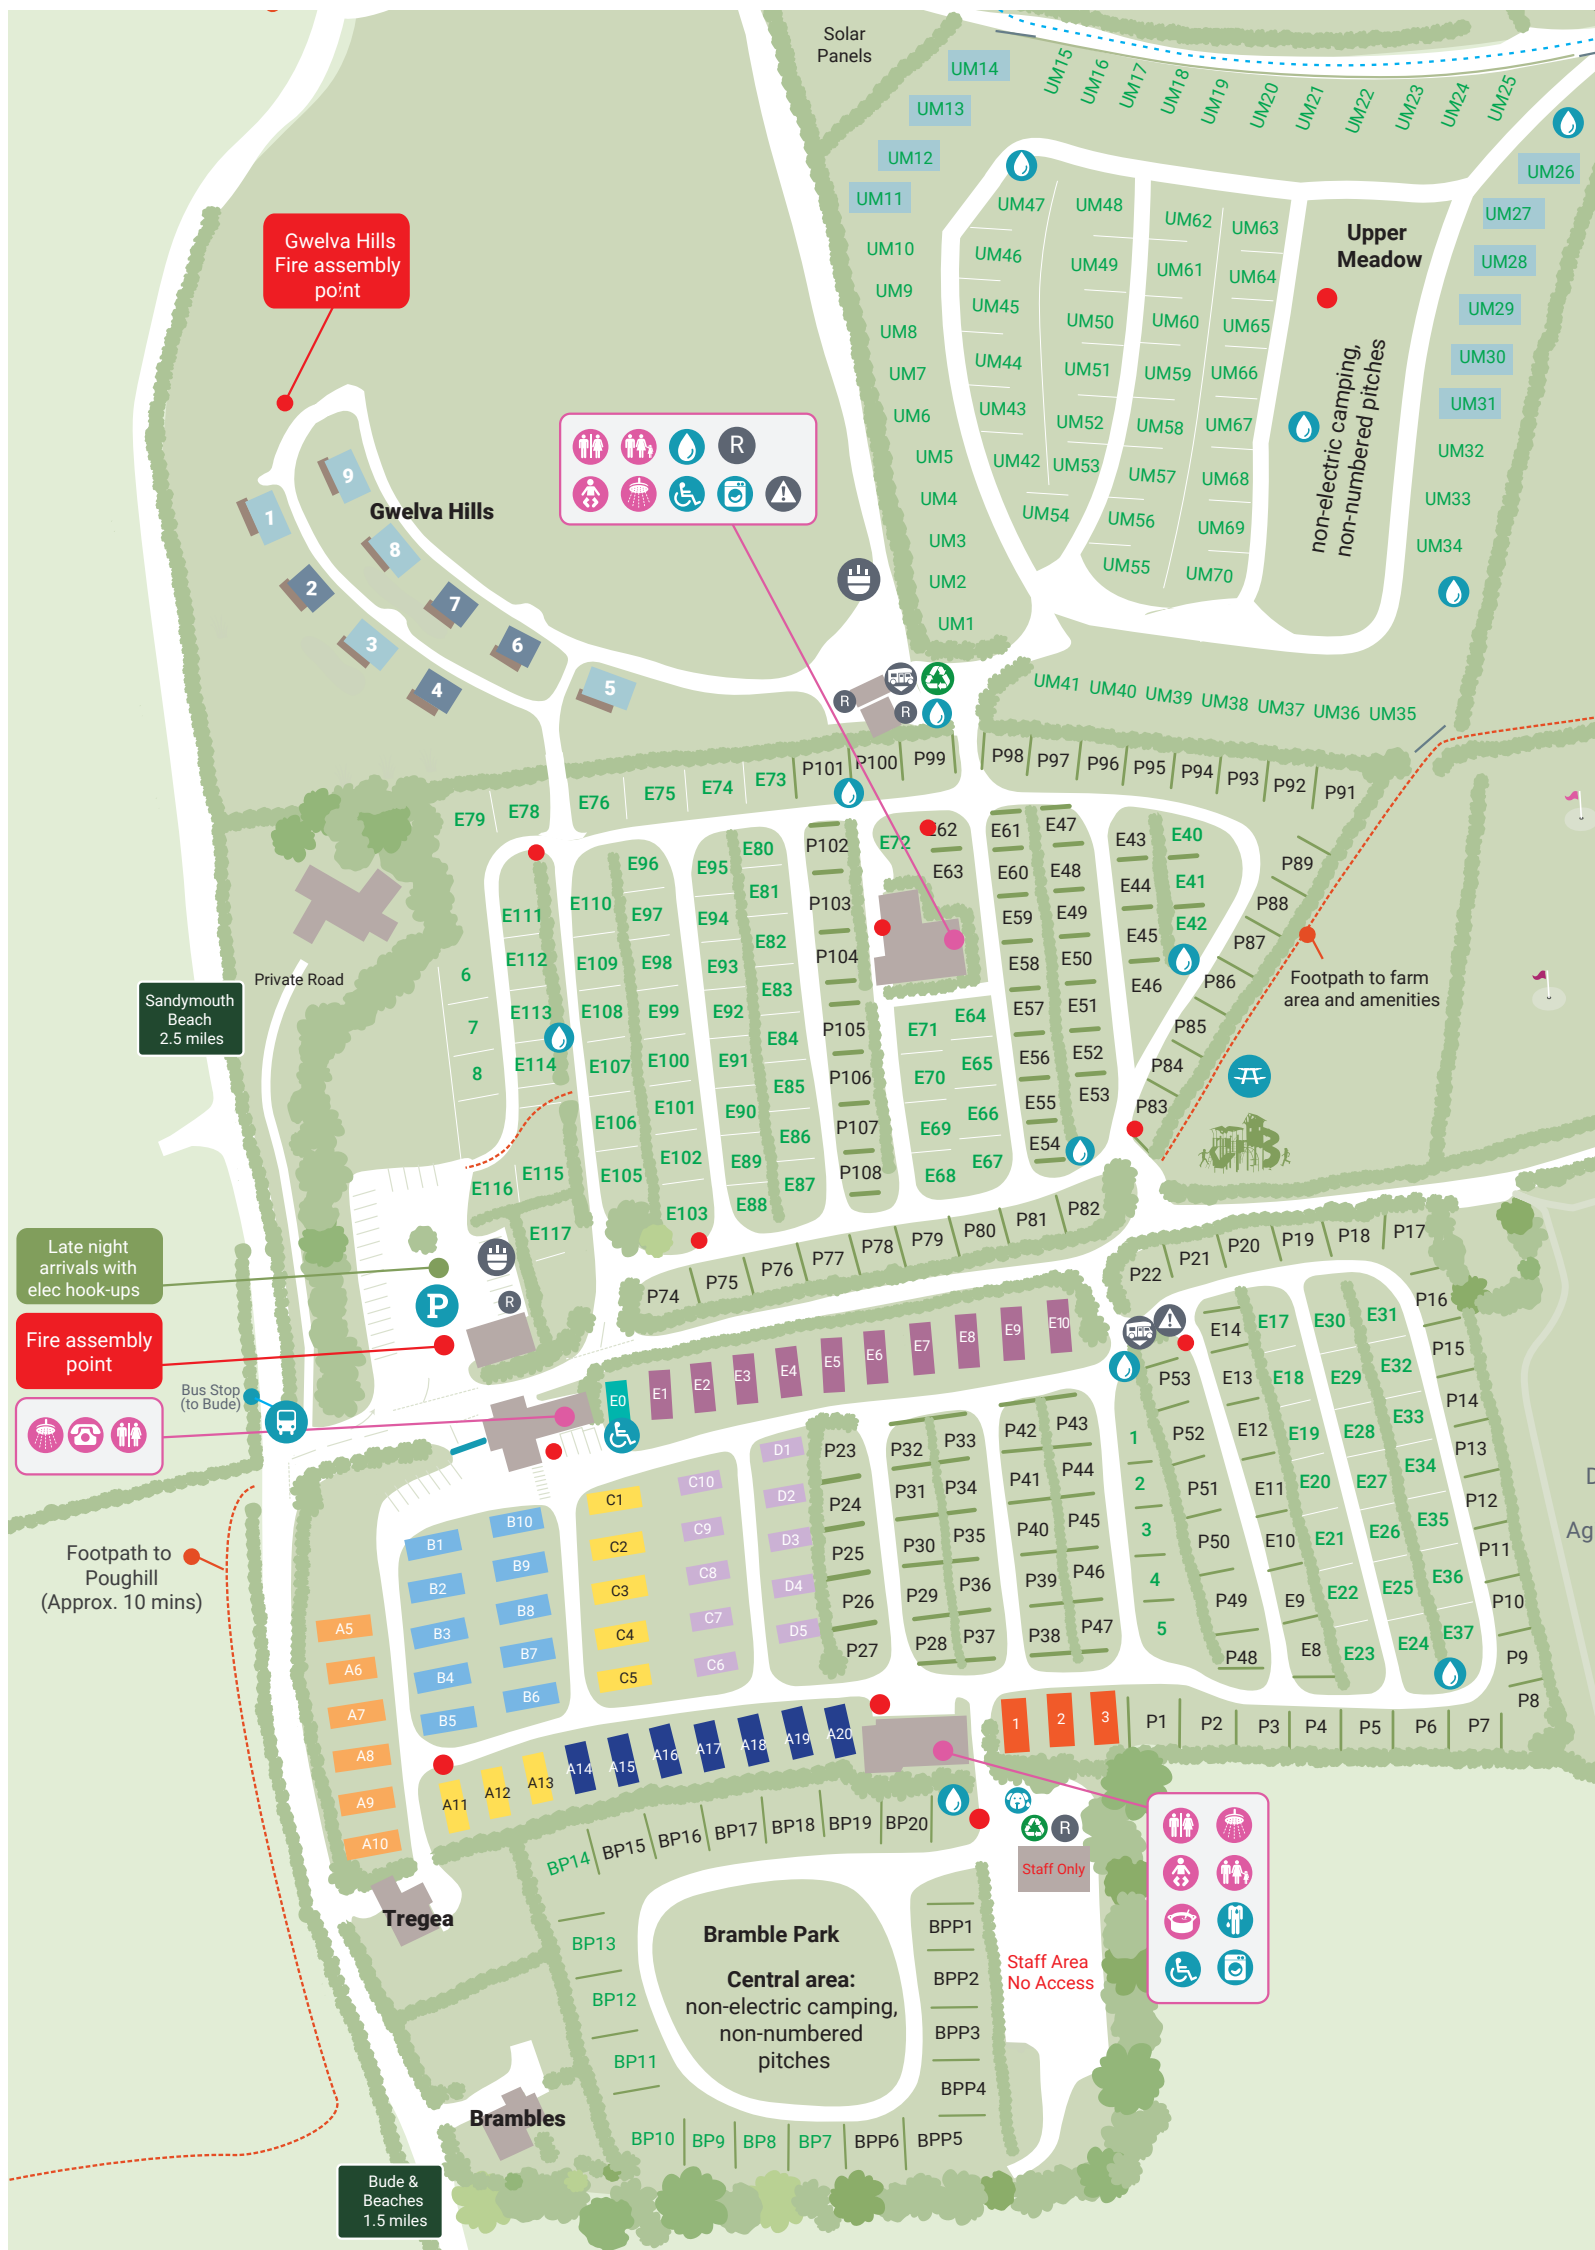 Solar
Panels
UM14
UM13
UM12
UM11
UM10
UM9
UM8
UM7
UM6
UM5
UM4
UM3
UM2
UM1
UM15
UM16
UM17
UM18
UM19
UM20
UM21
UM22
UM23
UM24
UM25
UM26
UM27
UM28
UM29
UM30
UM31
UM32
UM33
UM34
UM47
UM46
UM45
UM44
UM43
UM42
UM48
UM49
UM50
UM51
UM52
UM53
UM54
UM62
UM61
UM60
UM59
UM58
UM57
UM56
UM55
UM63
UM64
UM65
UM66
UM67
UM68
UM69
UM70
Upper
Meadow
non-electric camping,
non-numbered pitches
UM41
UM40
UM39
UM38
UM37
UM36
UM35
Gwelva Hills
Fire assembly
point
Gwelva Hills
1
2
3
4
5
6
7
8
9
R
R
R
E79
E78
E76
E75
E74
E73
P101
P100
P99
P98
P97
P96
P95
P94
P93
P92
P91
P89
P88
P87
P86
P85
P84
P83
Private Road
Sandymouth
Beach
2.5 miles
6
7
8
E111
E112
E113
E114
E115
E116
E117
E110
E109
E108
E107
E106
E105
E96
E97
E98
E99
E100
E101
E102
E103
E95
E94
E93
E92
E91
E90
E89
E88
E80
E81
E82
E83
E84
E85
E86
E87
P102
P103
P104
P105
P106
P107
P108
E72
E62
E63
E71
E70
E69
E68
E64
E65
E66
E67
E61
E60
E59
E58
E57
E56
E55
E54
E47
E48
E49
E50
E51
E52
E53
E43
E44
E45
E46
E40
E41
E42
Footpath to farm
area and amenities
P74
P75
P76
P77
P78
P79
P80
P81
P82
Late night
arrivals with
elec hook-ups
P
R
Fire assembly
point
Bus Stop
(to Bude)
E0
E1
E2
E3
E4
E5
E6
E7
E8
E9
E10
P22
P21
P20
P19
P18
P17
P16
P15
P14
P13
P12
P11
P10
P9
P8
E14
E13
E12
E11
E10
E9
E8
E17
E18
E19
E20
E21
E22
E23
E30
E29
E28
E27
E26
E25
E24
E31
E32
E33
E34
E35
E36
E37
P53
P52
P51
P50
P49
P48
1
2
3
4
5
P42
P41
P40
P39
P38
P43
P44
P45
P46
P47
P32
P31
P30
P29
P28
P33
P34
P35
P36
P37
P23
P24
P25
P26
P27
D1
D2
D3
D4
D5
C10
C9
C8
C7
C6
C1
C2
C3
C4
C5
B10
B9
B8
B7
B6
B1
B2
B3
B4
B5
A5
A6
A7
A8
A9
A10
A11
A12
A13
A14
A15
A16
A17
A18
A19
A20
1
2
3
P1
P2
P3
P4
P5
P6
P7
D
Ag
Footpath to
Poughill
(Approx. 10 mins)
Tregea
BP14
BP15
BP16
BP17
BP18
BP19
BP20
R
Staff Only
Staff Area
No Access
BP13
BP12
BP11
BP10
BP9
BP8
BP7
BPP6
BPP5
BPP4
BPP3
BPP2
BPP1
Bramble Park
Central area:
non-electric camping,
non-numbered
pitches
Brambles
Bude &
Beaches
1.5 miles